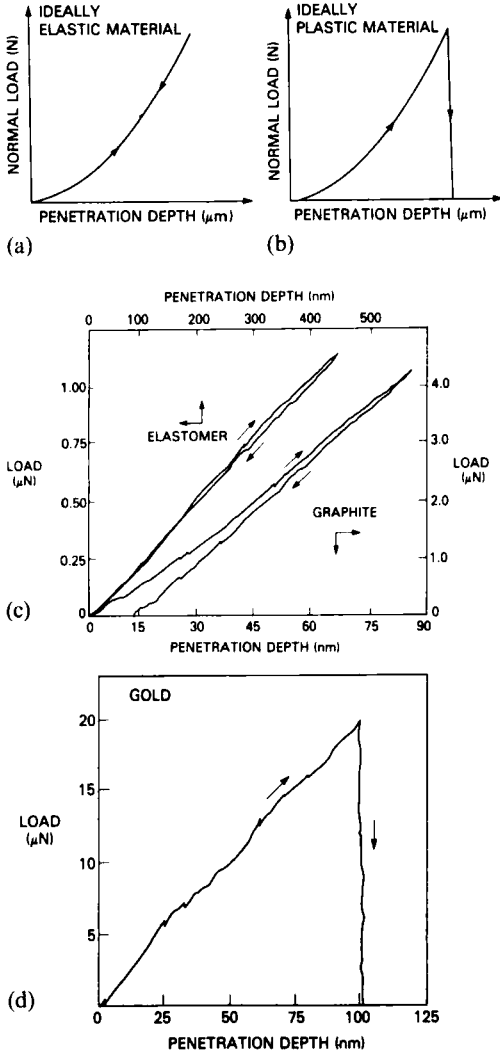 IDEALLY
ELASTIC MATERIAL
NORMAL LOAD (N)
PENETRATION DEPTH (μm)
(a)
IDEALLY
PLASTIC MATERIAL
NORMAL LOAD (N)
PENETRATION DEPTH (μm)
(b)
PENETRATION DEPTH (nm)
0 100 200 300 400 500
1.00
0.75
0.50
0.25
0
LOAD
(μN)
ELASTOMER
GRAPHITE
4.0
3.0
2.0
1.0
0
LOAD
(μN)
0 15 30 45 60 75 90
PENETRATION DEPTH (nm)
(c)
GOLD
20
15
10
5
LOAD
(μN)
0 25 50 75 100 125
PENETRATION DEPTH (nm)
(d)